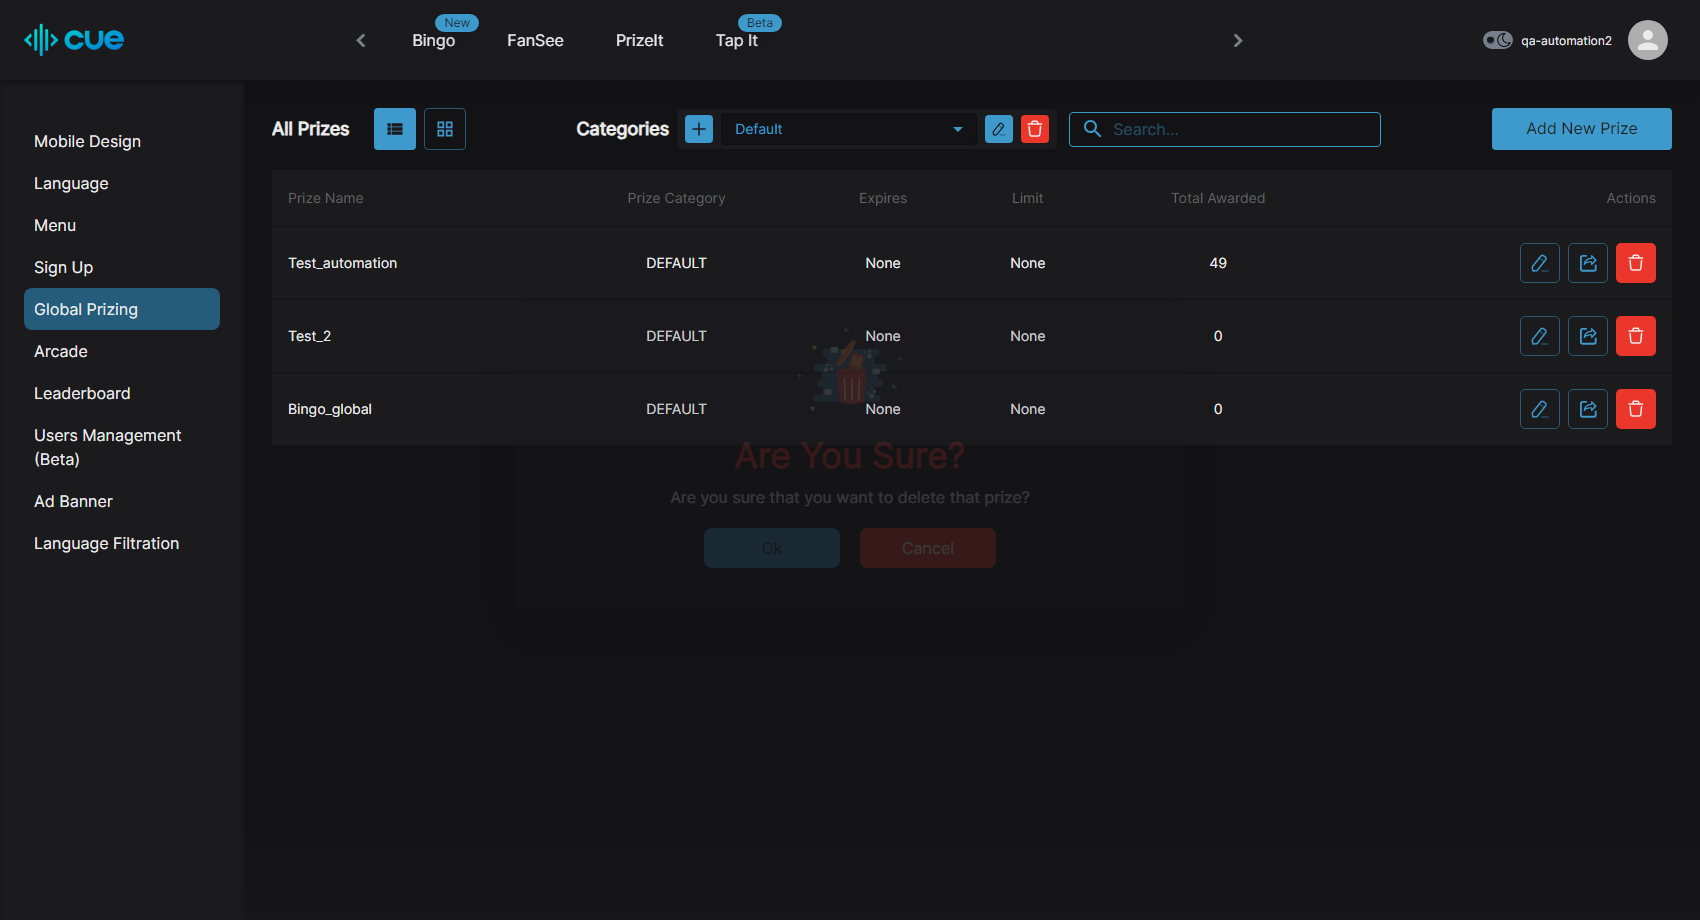 cue
New
Bingo
FanSee
PrizeIt
Beta
Tap It
qa-automation2
Mobile Design
Language
Menu
Sign Up
Global Prizing
Arcade
Leaderboard
Users Management
(Beta)
Ad Banner
Language Filtration
All Prizes
Categories
Default
Search...
Add New Prize
Prize Name Prize Category Expires Limit Total Awarded Actions
Test_automation DEFAULT None None 49
Test_2 DEFAULT None None 0
Bingo_global DEFAULT None None 0
Are You Sure?
Are you sure that you want to delete that prize?
Ok
Cancel